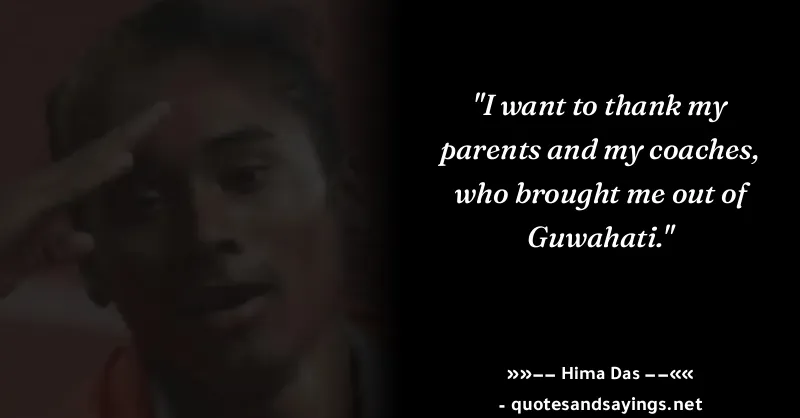 "I want to thank my
parents and my coaches,
who brought me out of
Guwahati."
»»−− Hima Das −−««
- quotesandsayings.net